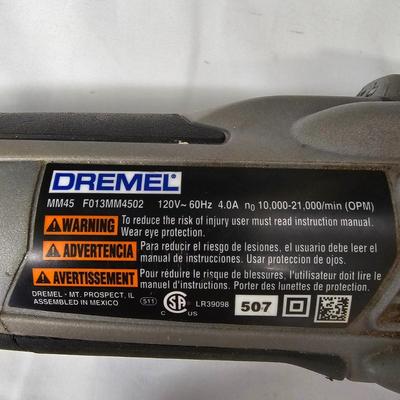 DREMEL
MM45 F013MM4502 120V~ 60Hz 4.0A n0 10,000-21,000/min (OPM)
WARNING To reduce the risk of injury user must read instruction manual.
Wear eye protection.
ADVERTENCIA Para reducir el riesgo de lesiones, el usuario debe leer el
manual de instrucciones. Usar proteccion de ojos.
AVERTISSEMENT Pour réduire le risque de blessures, l'utilisateur doit lire
le manuel d'instructions. Porter des lunettes de protection.
DREMEL - MT. PROSPECT, IL
ASSEMBLED IN MEXICO
511 C US LR39098 507